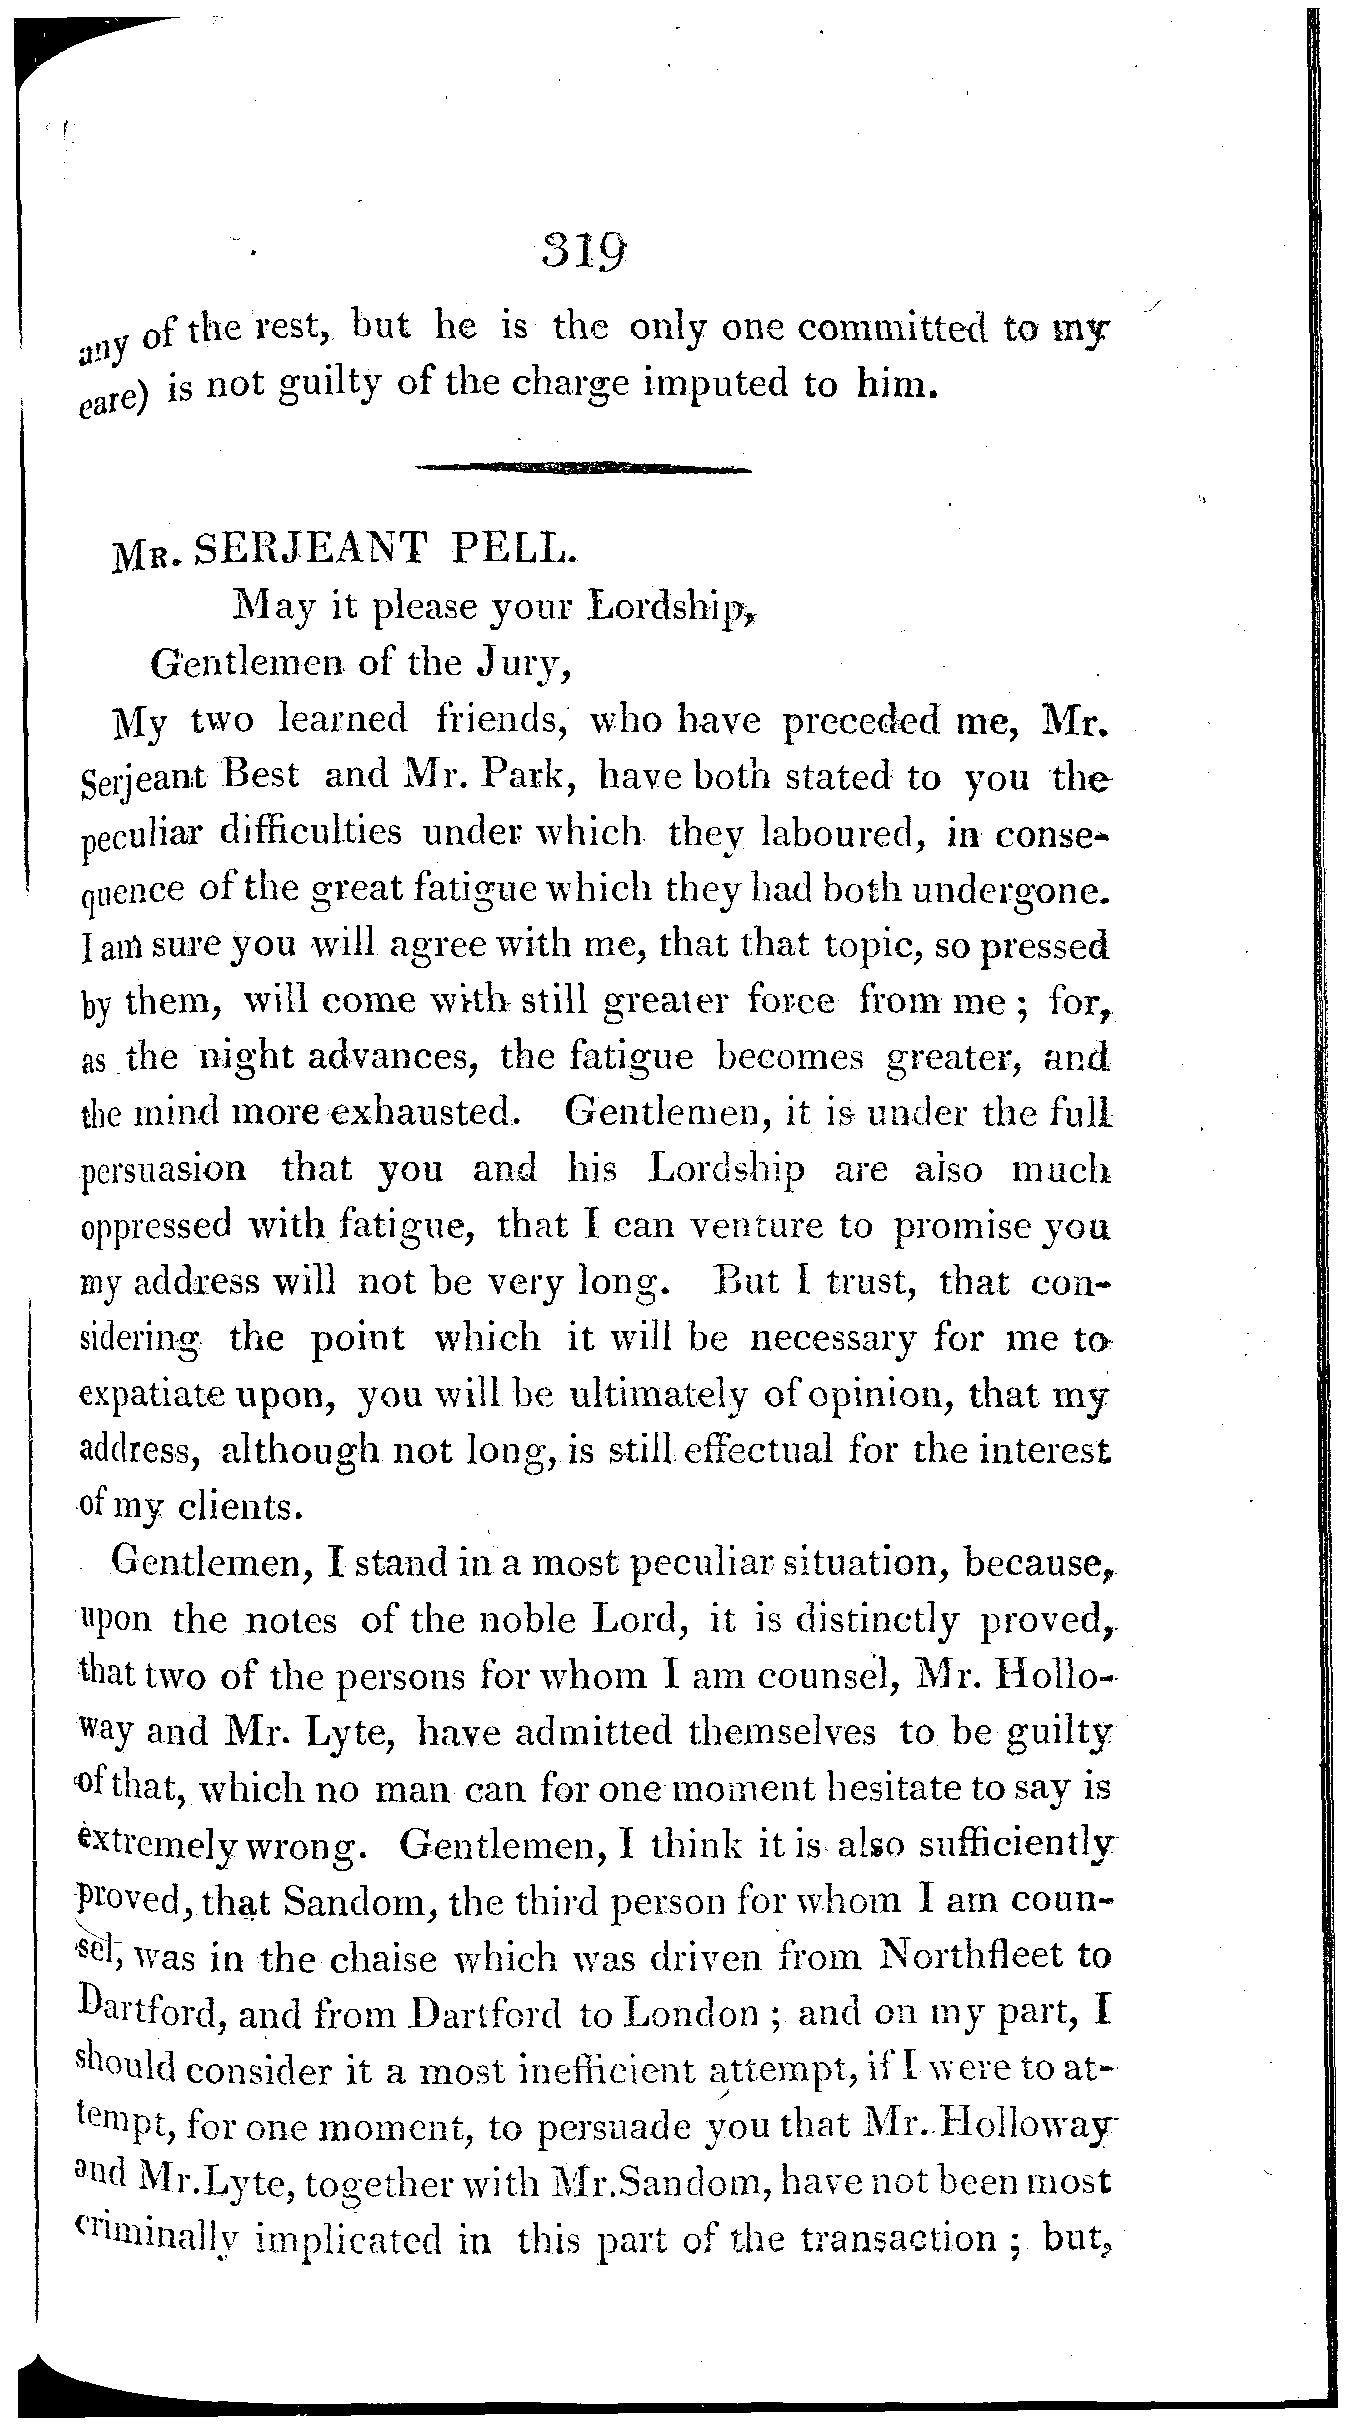 319
any of the rest, but he is the only one committed to my
care) is not guilty of the charge imputed to him.
MR. SERJEANT PELL.
May it please your Lordship,
Gentlemen of the Jury,
My two learned friends, who have preceded me, Mr.
Serjeant Best and Mr. Park, have both stated to you the
peculiar difficulties under which they laboured, in conse-
quence of the great fatigue which they had both undergone.
I am sure you will agree with me, that that topic, so pressed
by them, will come with still greater force from me; for,
as the night advances, the fatigue becomes greater, and
the mind more exhausted. Gentlemen, it is under the full
persuasion that you and his Lordship are also much
oppressed with fatigue, that I can venture to promise you
my address will not be very long. But I trust, that con-
sidering the point which it will be necessary for me to
expatiate upon, you will be ultimately of opinion, that my
address, although not long, is still effectual for the interest
of my clients.
Gentlemen, I stand in a most peculiar situation, because,
upon the notes of the noble Lord, it is distinctly proved,
that two of the persons for whom I am counsel, Mr. Hollo-
way and Mr. Lyte, have admitted themselves to be guilty
of that, which no man can for one moment hesitate to say is
extremely wrong. Gentlemen, I think it is also sufficiently
proved, that Sandom, the third person for whom I am coun-
sel, was in the chaise which was driven from Northfleet to
Dartford, and from Dartford to London; and on my part, I
should consider it a most inefficient attempt, if I were to at-
tempt, for one moment, to persuade you that Mr. Holloway
and Mr. Lyte, together with Mr. Sandom, have not been most
criminally implicated in this part of the transaction; but,